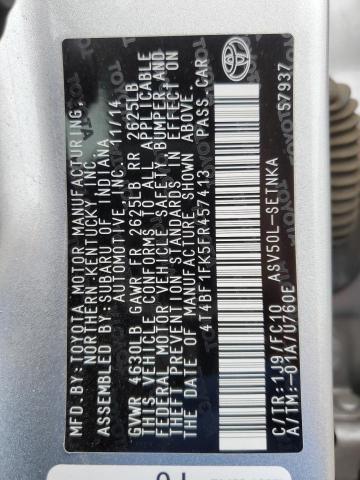 MFD.BY:TOYOTA MOTOR MANUFACTURING,
NORTHERN-KENTUCKY INC.
ASSEMBLED BY:SUBARU OF INDIANA
AUTOMOTIVE INC. 11/14
GVWR 4630LB GAWR FR 2625LB RR 2625LB
THIS VEHICLE CONFORMS TO ALL APPLICABLE
FEDERAL MOTOR VEHICLE SAFETY,BUMPER,AND
THEFT PREVENTION STANDARDS IN EFFECT ON
THE DATE OF MANUFACTURE SHOWN ABOVE.
4T4BF1FK5FR457413 PASS.CAR
C/TR:1J9/FC10 ASV50L-SETNKA
A/TM:-01A/U760E 57937
TOYOTA